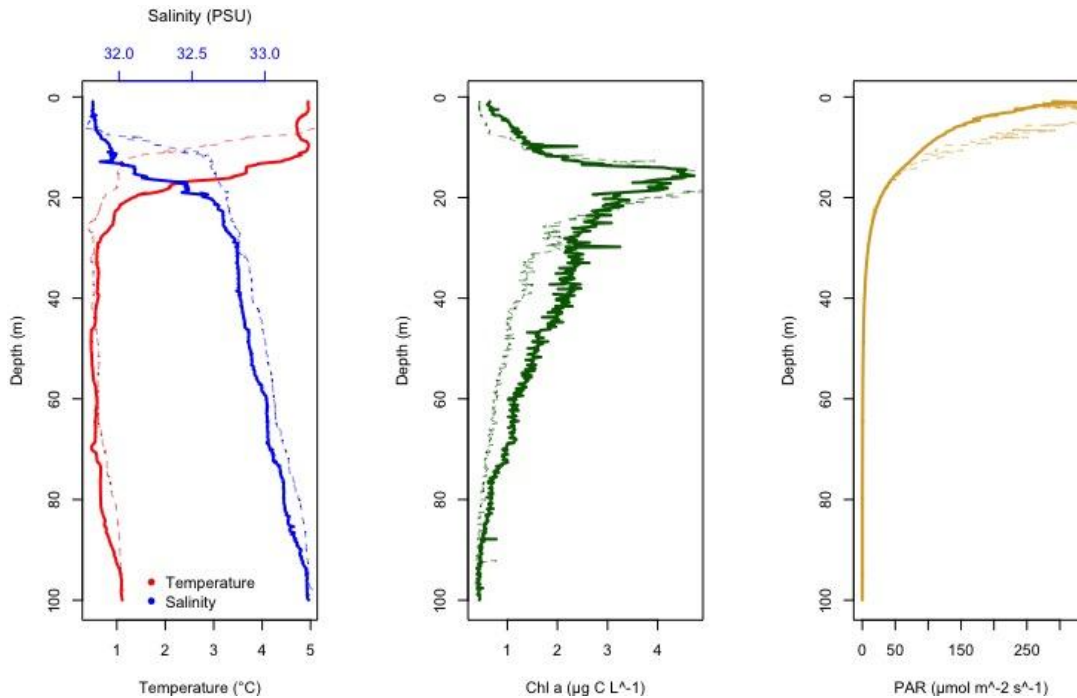 Salinity (PSU)
32.0 32.5 33.0
0
20
40
60
80
100
Depth (m)
Temperature
Salinity
1 2 3 4 5
Temperature (°C)
0
20
40
60
80
100
Depth (m)
1 2 3 4
Chl a (µg C L^-1)
0
20
40
60
80
100
Depth (m)
0 50 150 250
PAR (µmol m^-2 s^-1)